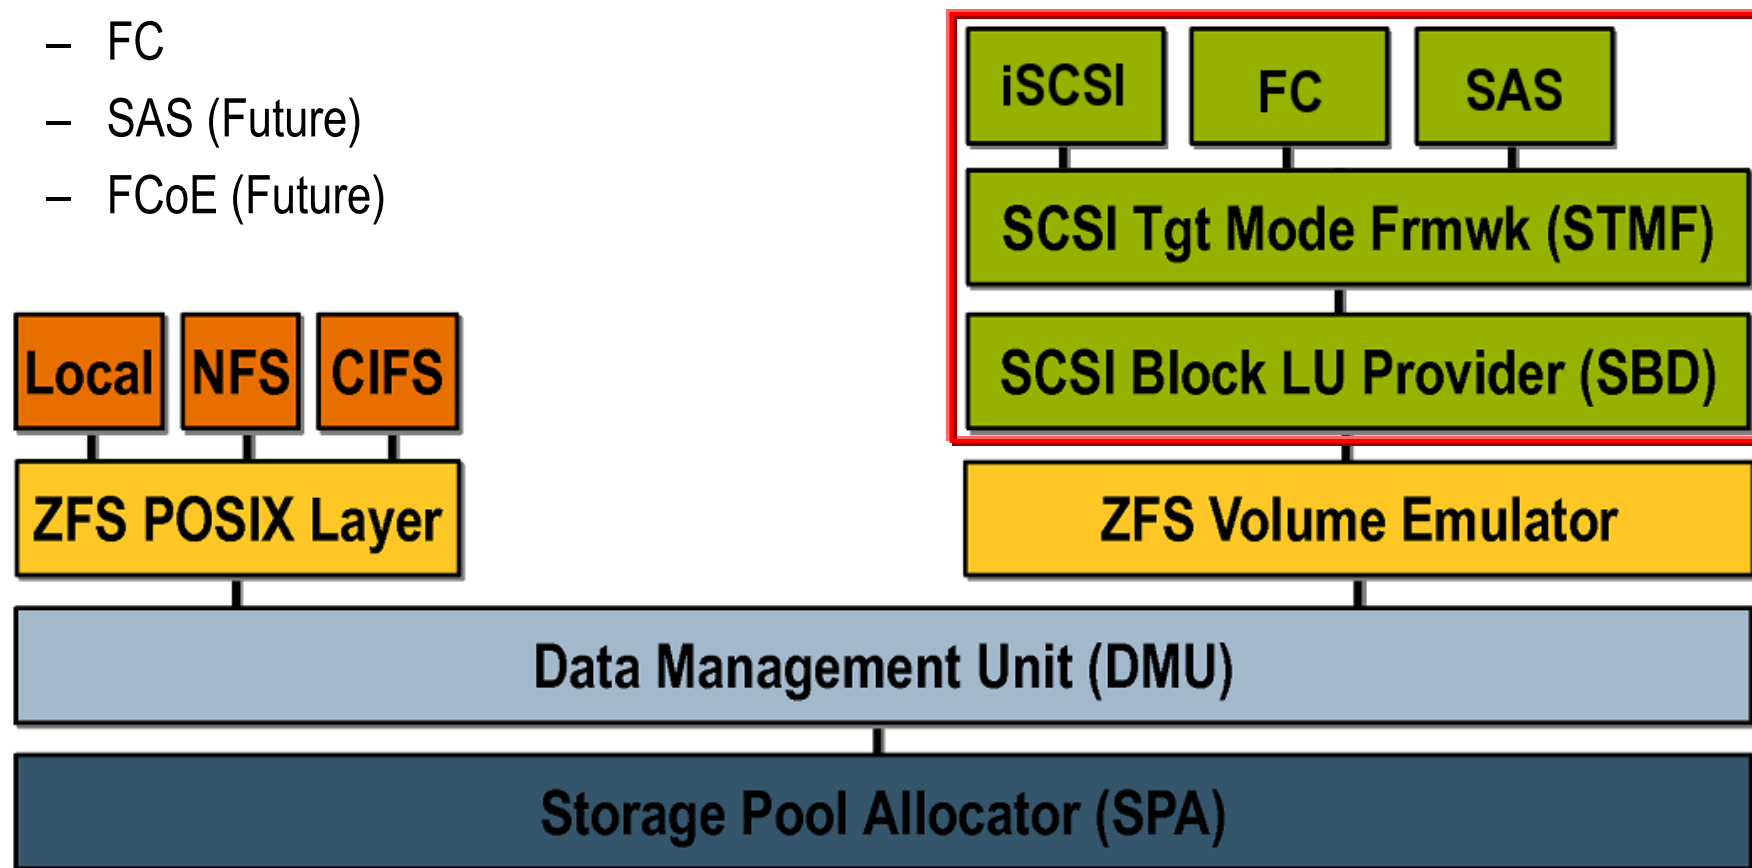 – FC
– SAS (Future)
– FCoE (Future)
iSCSI
FC
SAS
SCSI Tgt Mode Frmwk (STMF)
SCSI Block LU Provider (SBD)
Local
NFS
CIFS
ZFS POSIX Layer
ZFS Volume Emulator
Data Management Unit (DMU)
Storage Pool Allocator (SPA)